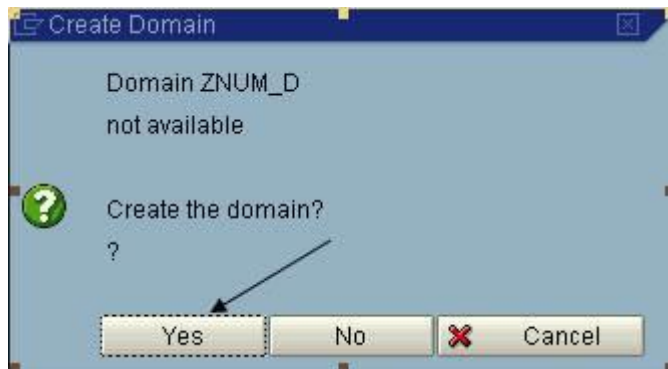 Create Domain
Domain ZNUM_D
not available
Create the domain?
?
Yes No Cancel